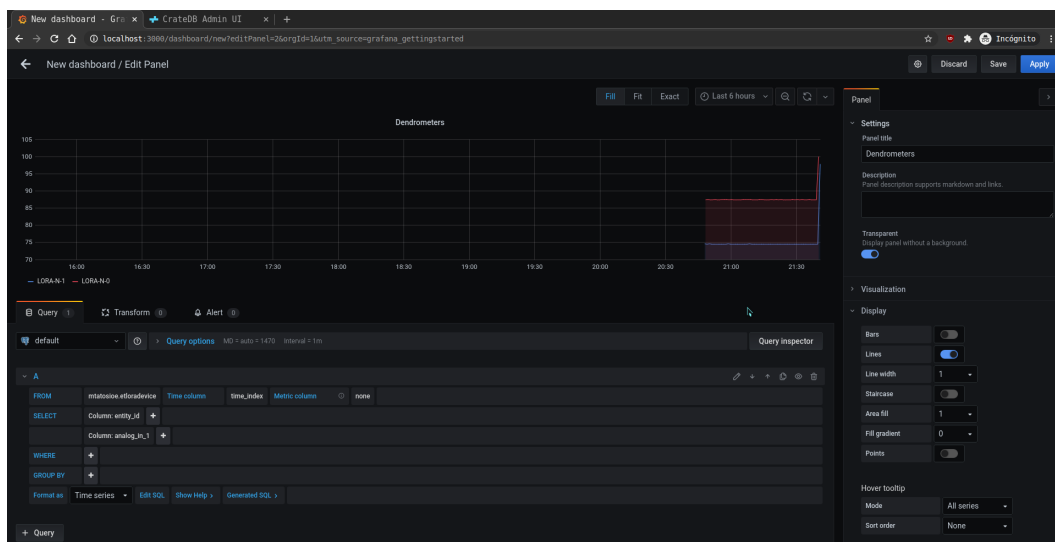 New dashboard - Gra × CrateDB Admin UI × +
localhost:3000/dashboard/new?editPanel=2&orgId=1&utm_source=grafana_gettingstarted Incógnito
New dashboard / Edit Panel Discard Save Apply
Fill Fit Exact Last 6 hours
Panel
Dendrometers
105
100
95
90
85
80
75
70
16:00 16:30 17:00 17:30 18:00 18:30 19:00 19:30 20:00 20:30 21:00 21:30
LORA-N-1 LORA-N-0
Settings
Panel title
Dendrometers
Description
Panel description supports markdown and links.
Transparent
Display panel without a background.
Visualization
Display
Bars
Lines
Line width 1
Staircase
Area fill 1
Fill gradient 0
Points
Hover tooltip
Mode All series
Sort order None
Query 1 Transform 0 Alert 0
default Query options MD = auto = 1470 Interval = 1m Query inspector
A
FROM mtatosioe.etloradevice Time column time_index Metric column none
SELECT Column: entity_id +
Column: analog_in_1 +
WHERE +
GROUP BY +
Format as Time series Edit SQL Show Help > Generated SQL >
+ Query